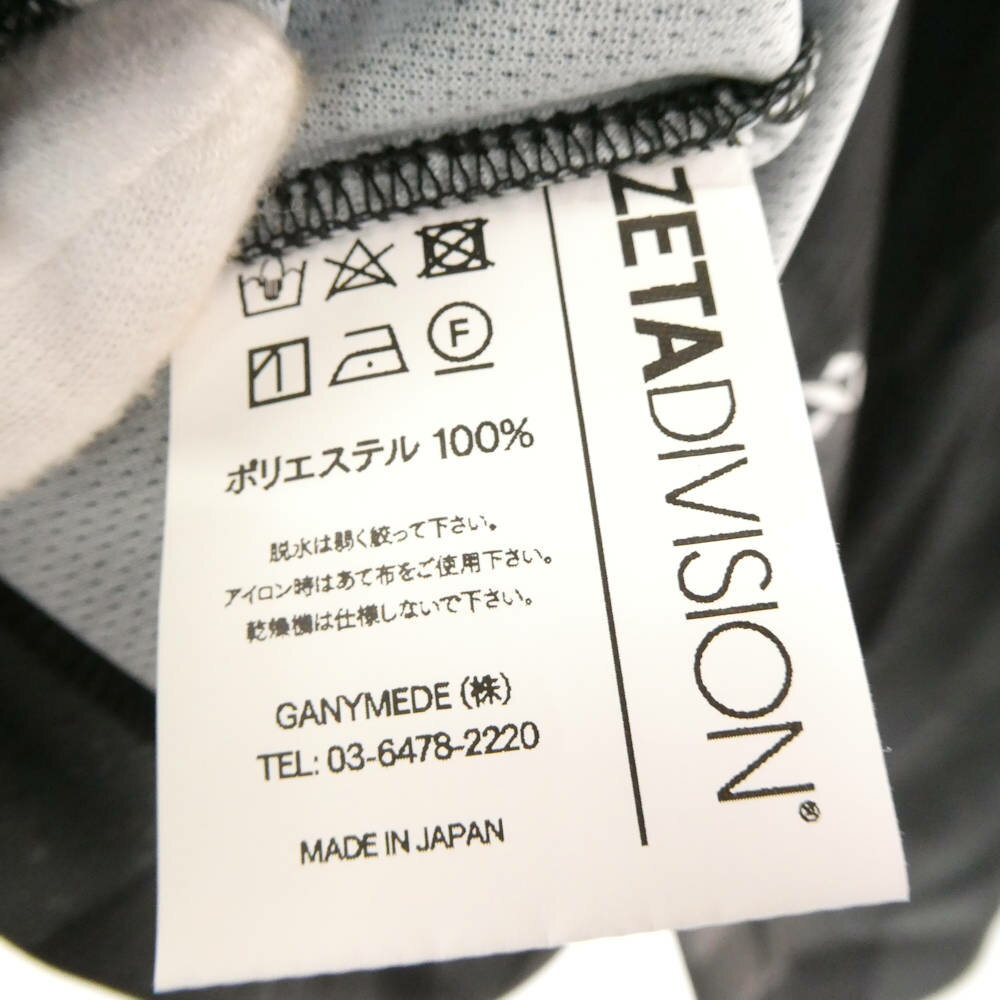 F
ポリエステル 100%
脱水は弱く絞って下さい。
アイロン時はあて布をご使用下さい。
乾燥機は仕様しないで下さい。
GANYMEDE (株)
TEL: 03-6478-2220
MADE IN JAPAN
ZETADIVISION®